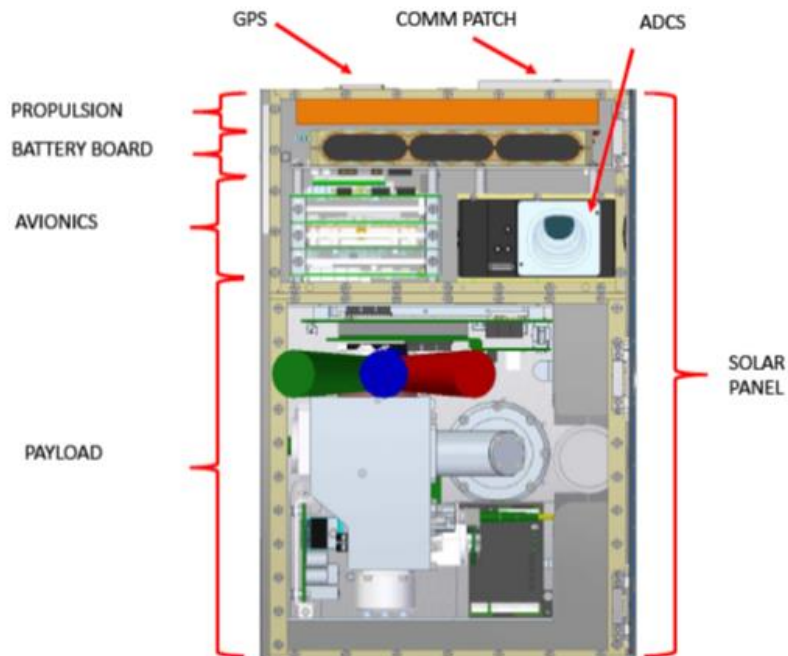 GPS
COMM PATCH
ADCS
PROPULSION
BATTERY BOARD
AVIONICS
SOLAR
PANEL
PAYLOAD